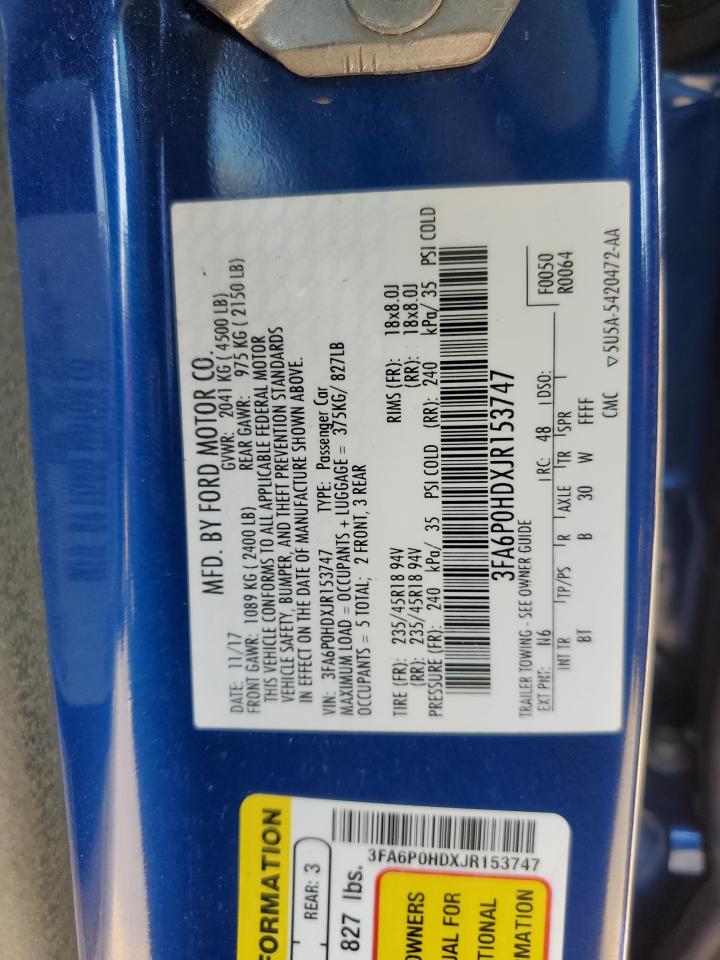 MFD. BY FORD MOTOR CO.
DATE: 11/17 GVWR: 2041 KG ( 4500 LB)
FRONT GAWR: 1089 KG ( 2400 LB) REAR GAWR: 975 KG ( 2150 LB)
THIS VEHICLE CONFORMS TO ALL APPLICABLE FEDERAL MOTOR
VEHICLE SAFETY, BUMPER, AND THEFT PREVENTION STANDARDS
IN EFFECT ON THE DATE OF MANUFACTURE SHOWN ABOVE.
VIN: 3FA6P0HDXJR153747 TYPE: Passenger Car
MAXIMUM LOAD = OCCUPANTS + LUGGAGE = 375KG/ 827LB
OCCUPANTS = 5 TOTAL; 2 FRONT, 3 REAR
TIRE (FR): 235/45R18 94V RIMS (FR): 18x8.0J
(RR): 235/45R18 94V (RR): 18x8.0J
PRESSURE (FR): 240 kPa/ 35 PSI COLD (RR): 240 kPa/ 35 PSI COLD
3FA6P0HDXJR153747
TRAILER TOWING - SEE OWNER GUIDE F0050
EXT PNT: N6 RC: 48 DSO: R0064
INT TR TP/PS R AXLE TR SPR
BT B 30 W FFFF
CMC ▽5U5A-5420472-AA
FORMATION
REAR: 3
827 lbs.
3FA6P0HDXJR153747
OWNERS
UAL FOR
TIONAL
MATION